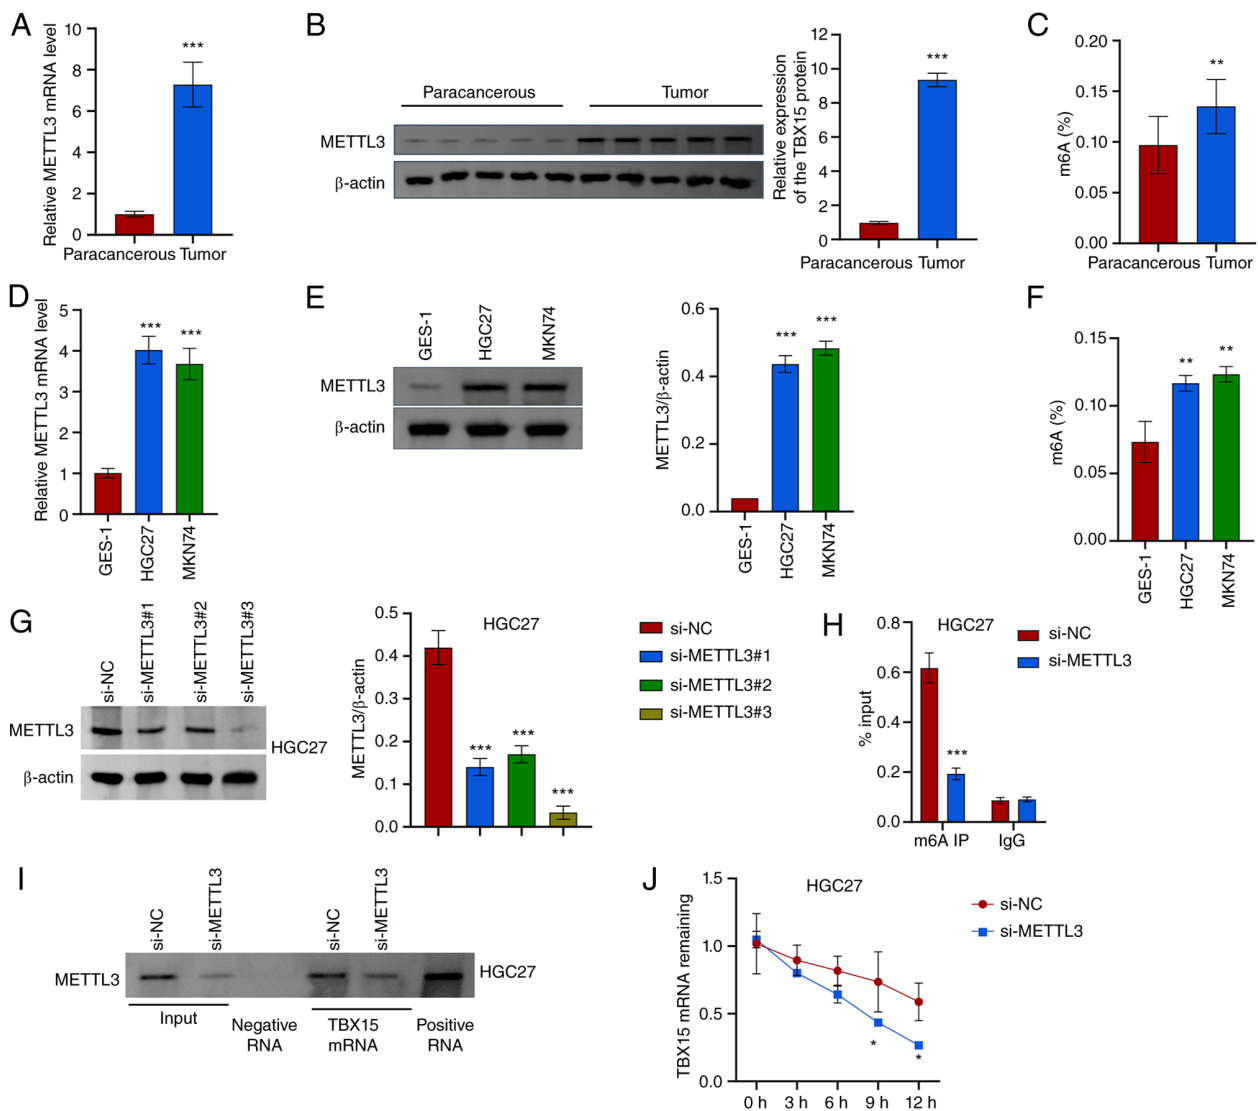 A
Relative METTL3 mRNA level
10
8
6
4
2
0
***
Paracancerous Tumor
B
Paracancerous Tumor
METTL3
β-actin
Relative expression
of the TBX15 protein
12
10
8
6
4
2
0
***
Paracancerous Tumor
C
m6A (%)
0.20
0.15
0.10
0.05
0.00
**
Paracancerous Tumor
D
Relative METTL3 mRNA level
5
4
3
2
1
0
*** ***
GES-1
HGC27
MKN74
E
GES-1
HGC27
MKN74
METTL3
β-actin
METTL3/β-actin
0.6
0.4
0.2
0.0
*** ***
GES-1
HGC27
MKN74
F
m6A (%)
0.15
0.10
0.05
0.00
** **
GES-1
HGC27
MKN74
G
si-NC
si-METTL3#1
si-METTL3#2
si-METTL3#3
METTL3
β-actin
HGC27
METTL3/β-actin
0.5
0.4
0.3
0.2
0.1
0.0
HGC27
*** *** ***
si-NC
si-METTL3#1
si-METTL3#2
si-METTL3#3
H
% input
0.8
0.6
0.4
0.2
0.0
HGC27
***
m6A IP IgG
si-NC
si-METTL3
I
si-NC
si-METTL3
si-NC
si-METTL3
METTL3
HGC27
Input
Negative
RNA
TBX15
mRNA
Positive
RNA
J
TBX15 mRNA remaining
1.5
1.0
0.5
0.0
HGC27
* *
0 h 3 h 6 h 9 h 12 h
si-NC
si-METTL3